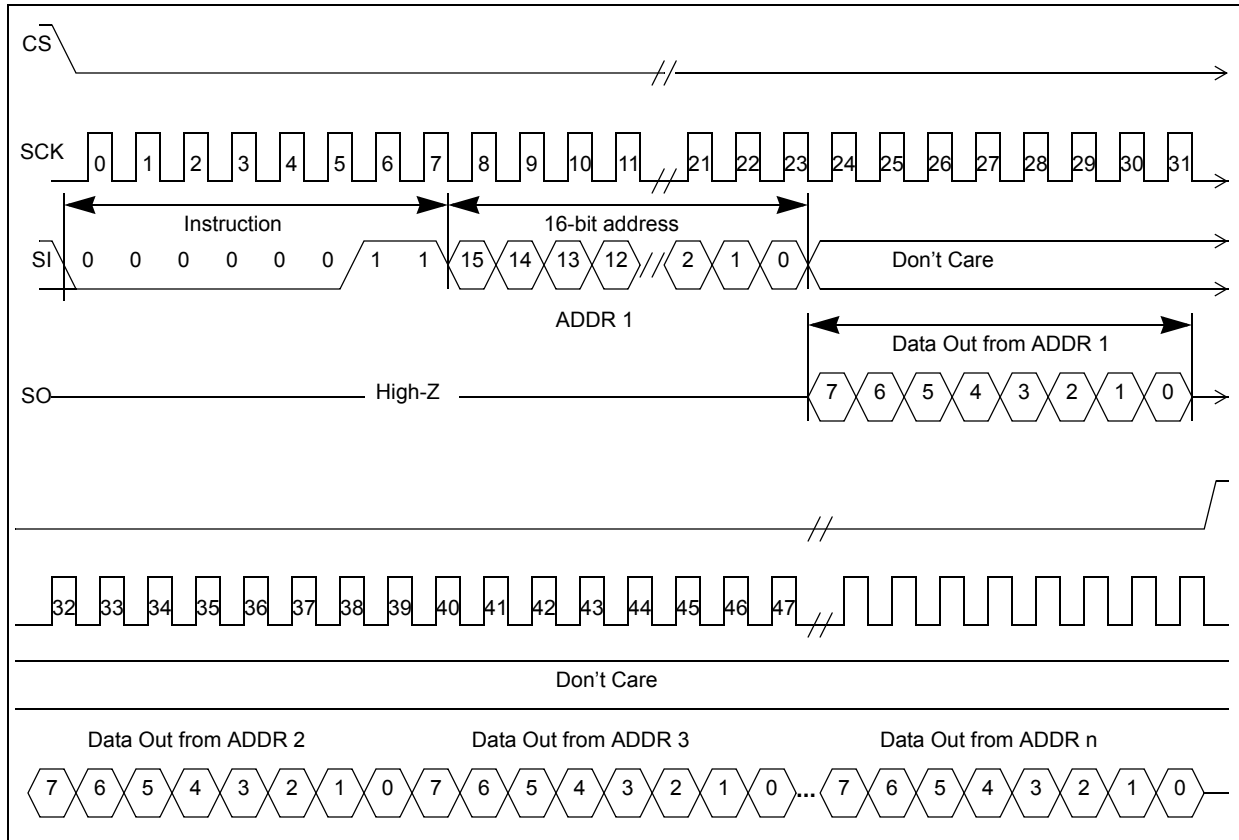 CS
SCK 0 1 2 3 4 5 6 7 8 9 10 11 21 22 23 24 25 26 27 28 29 30 31
Instruction 16-bit address
SI 0 0 0 0 0 0 1 1 15 14 13 12 2 1 0 Don't Care
ADDR 1
Data Out from ADDR 1
SO High-Z 7 6 5 4 3 2 1 0
32 33 34 35 36 37 38 39 40 41 42 43 44 45 46 47
Don't Care
Data Out from ADDR 2 Data Out from ADDR 3 Data Out from ADDR n
7 6 5 4 3 2 1 0 7 6 5 4 3 2 1 0 ... 7 6 5 4 3 2 1 0